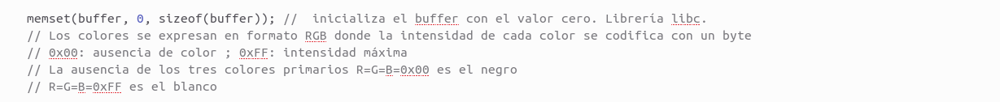 memset(buffer, 0, sizeof(buffer)); //  inicializa el buffer con el valor cero. Librería libc.
// Los colores se expresan en formato RGB donde la intensidad de cada color se codifica con un byte
// 0x00: ausencia de color ; 0xFF: intensidad máxima
// La ausencia de los tres colores primarios R=G=B=0x00 es el negro
// R=G=B=0xFF es el blanco